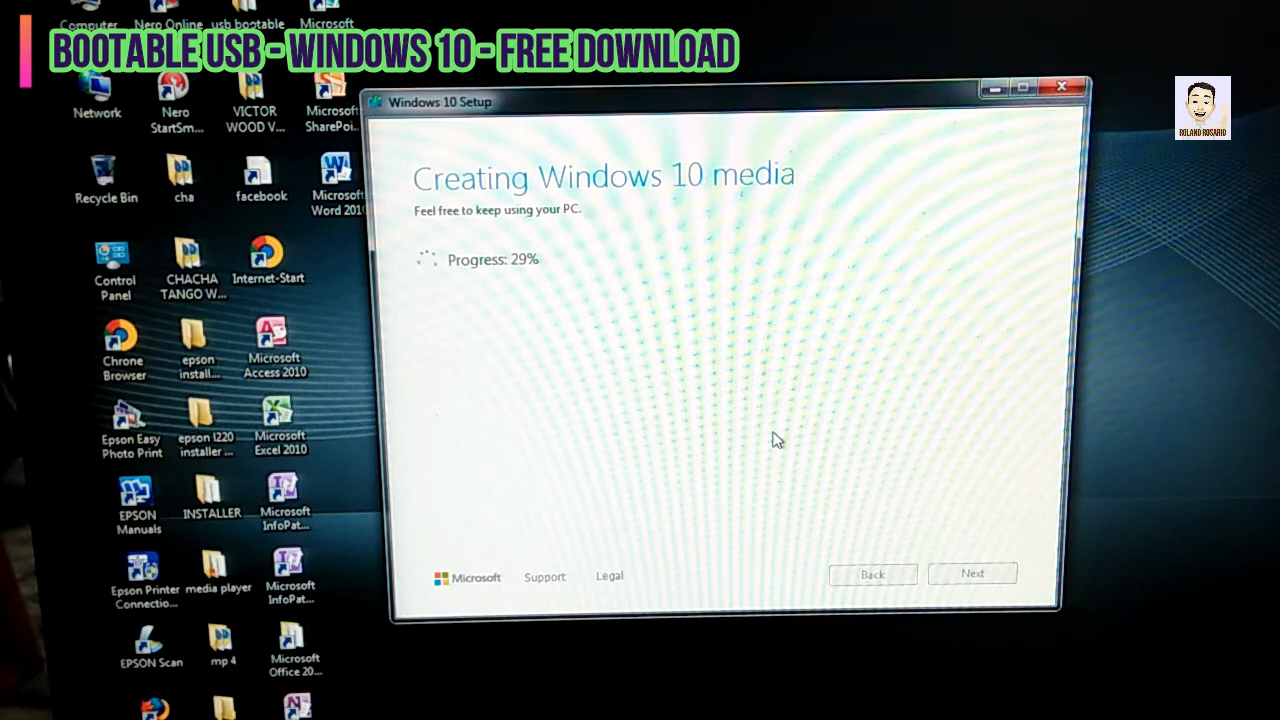 BOOTABLE USB - WINDOWS 10 - FREE DOWNLOAD
ROLAND ROSARIO
Computer
Nero Online
usb bootable
Microsoft
Network
Nero
StartSm...
VICTOR
WOOD V...
Microsoft
SharePoi...
Recycle Bin
cha
facebook
Microsoft
Word 2010
Control
Panel
CHACHA
TANGO W...
Internet-Start
Chrome
Browser
epson
install...
Microsoft
Access 2010
Epson Easy
Photo Print
epson l220
installer ...
Microsoft
Excel 2010
EPSON
Manuals
INSTALLER
Microsoft
InfoPat...
Epson Printer
Connectio...
media player
Microsoft
InfoPat...
EPSON Scan
mp 4
Microsoft
Office 20...
Windows 10 Setup
Creating Windows 10 media
Feel free to keep using your PC.
Progress: 29%
Microsoft
Support
Legal
Back
Next